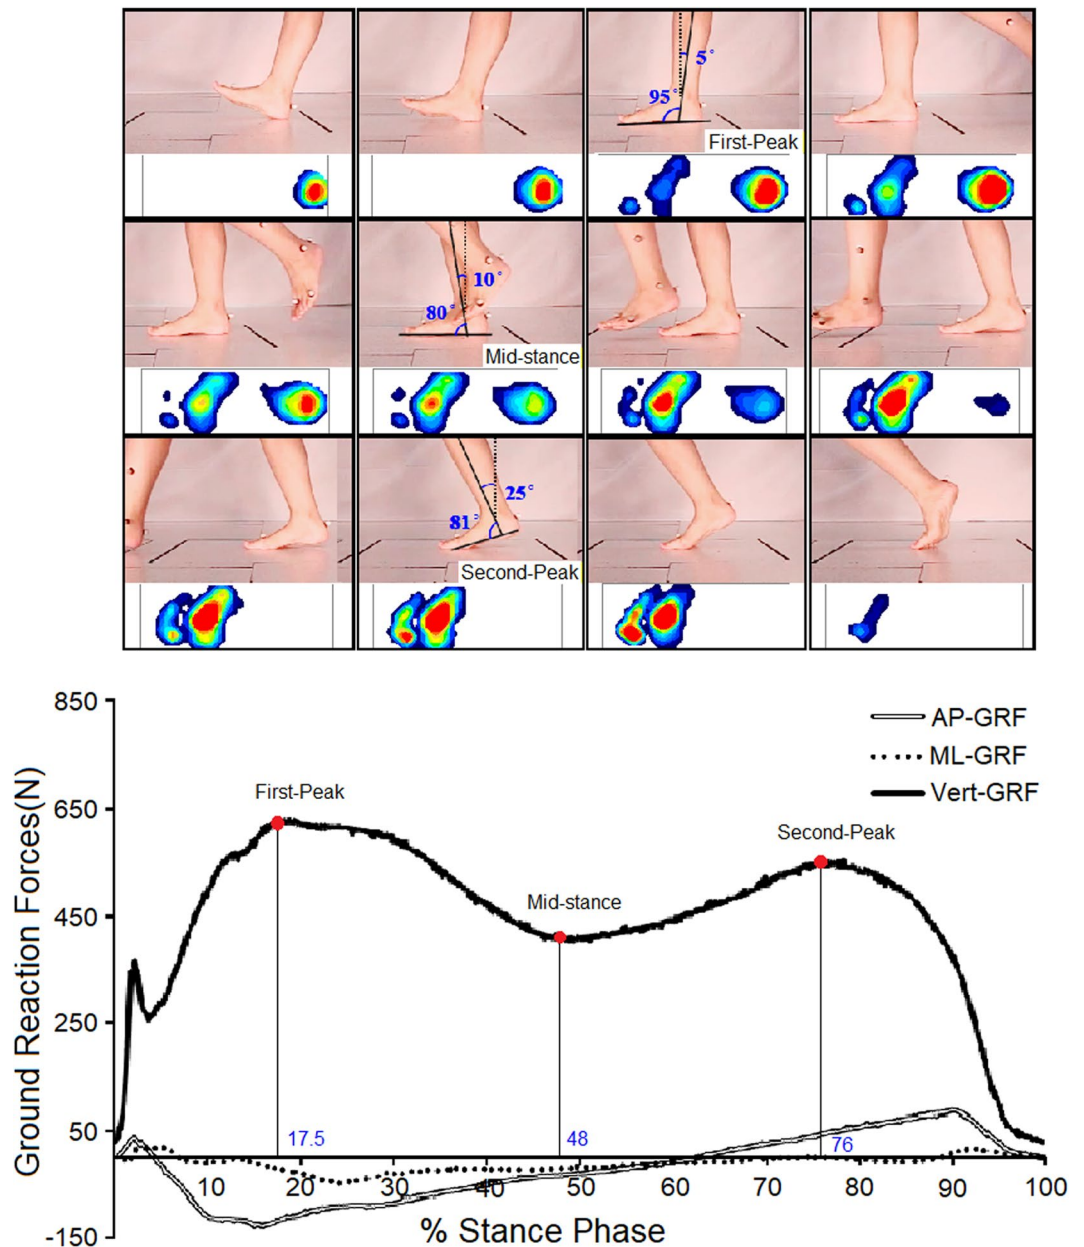 5°
95°
First-Peak
10°
80°
Mid-stance
25°
81°
Second-Peak
850
AP-GRF
ML-GRF
Vert-GRF
First-Peak
650
Second-Peak
Mid-stance
450
250
50
17.5
48
76
10 20 30 40 50 60 70 80 90 100
-150
% Stance Phase
Ground Reaction Forces(N)